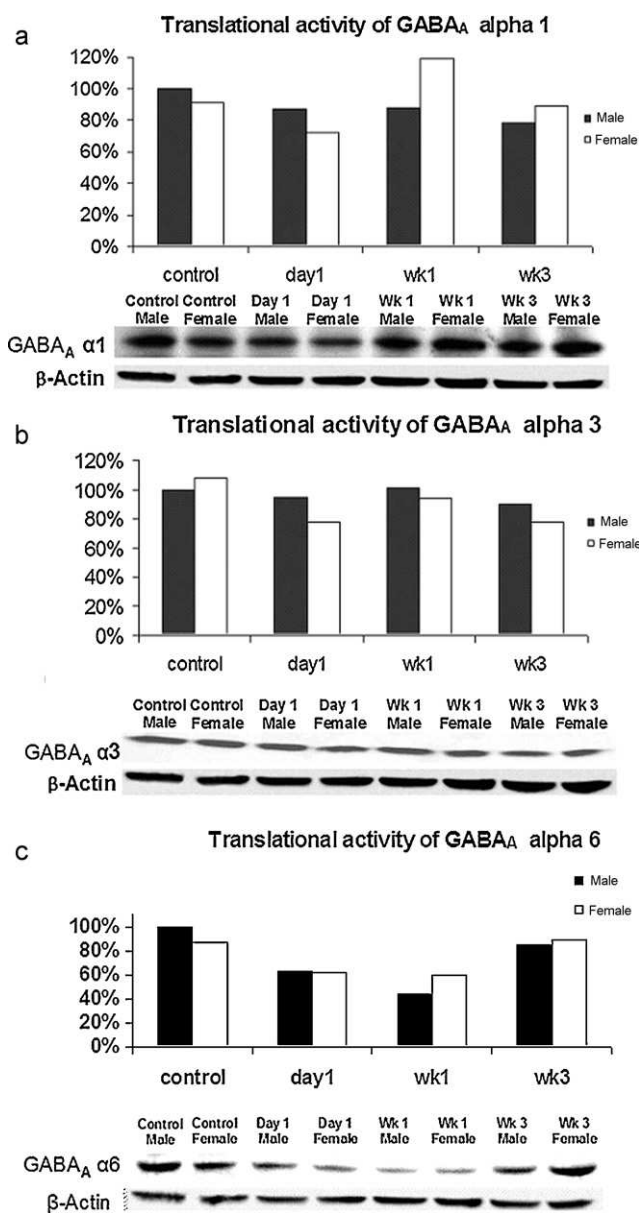 a
Translational activity of GABAA alpha 1
120%
100%
80%
60%
40%
20%
0%
Male
Female
control day1 wk1 wk3
Control Control Day 1 Day 1 Wk 1 Wk 1 Wk 3 Wk 3
Male Female Male Female Male Female Male Female
GABAA α1
β-Actin
b
Translational activity of GABAA alpha 3
120%
100%
80%
60%
40%
20%
0%
Male
Female
control day1 wk1 wk3
Control Control Day 1 Day 1 Wk 1 Wk 1 Wk 3 Wk 3
Male Female Male Female Male Female Male Female
GABAA α3
β-Actin
c
Translational activity of GABAA alpha 6
Male
Female
100%
80%
60%
40%
20%
0%
control day1 wk1 wk3
Control Control Day 1 Day 1 Wk 1 Wk 1 Wk 3 Wk 3
Male Female Male Female Male Female Male Female
GABAA α6
β-Actin